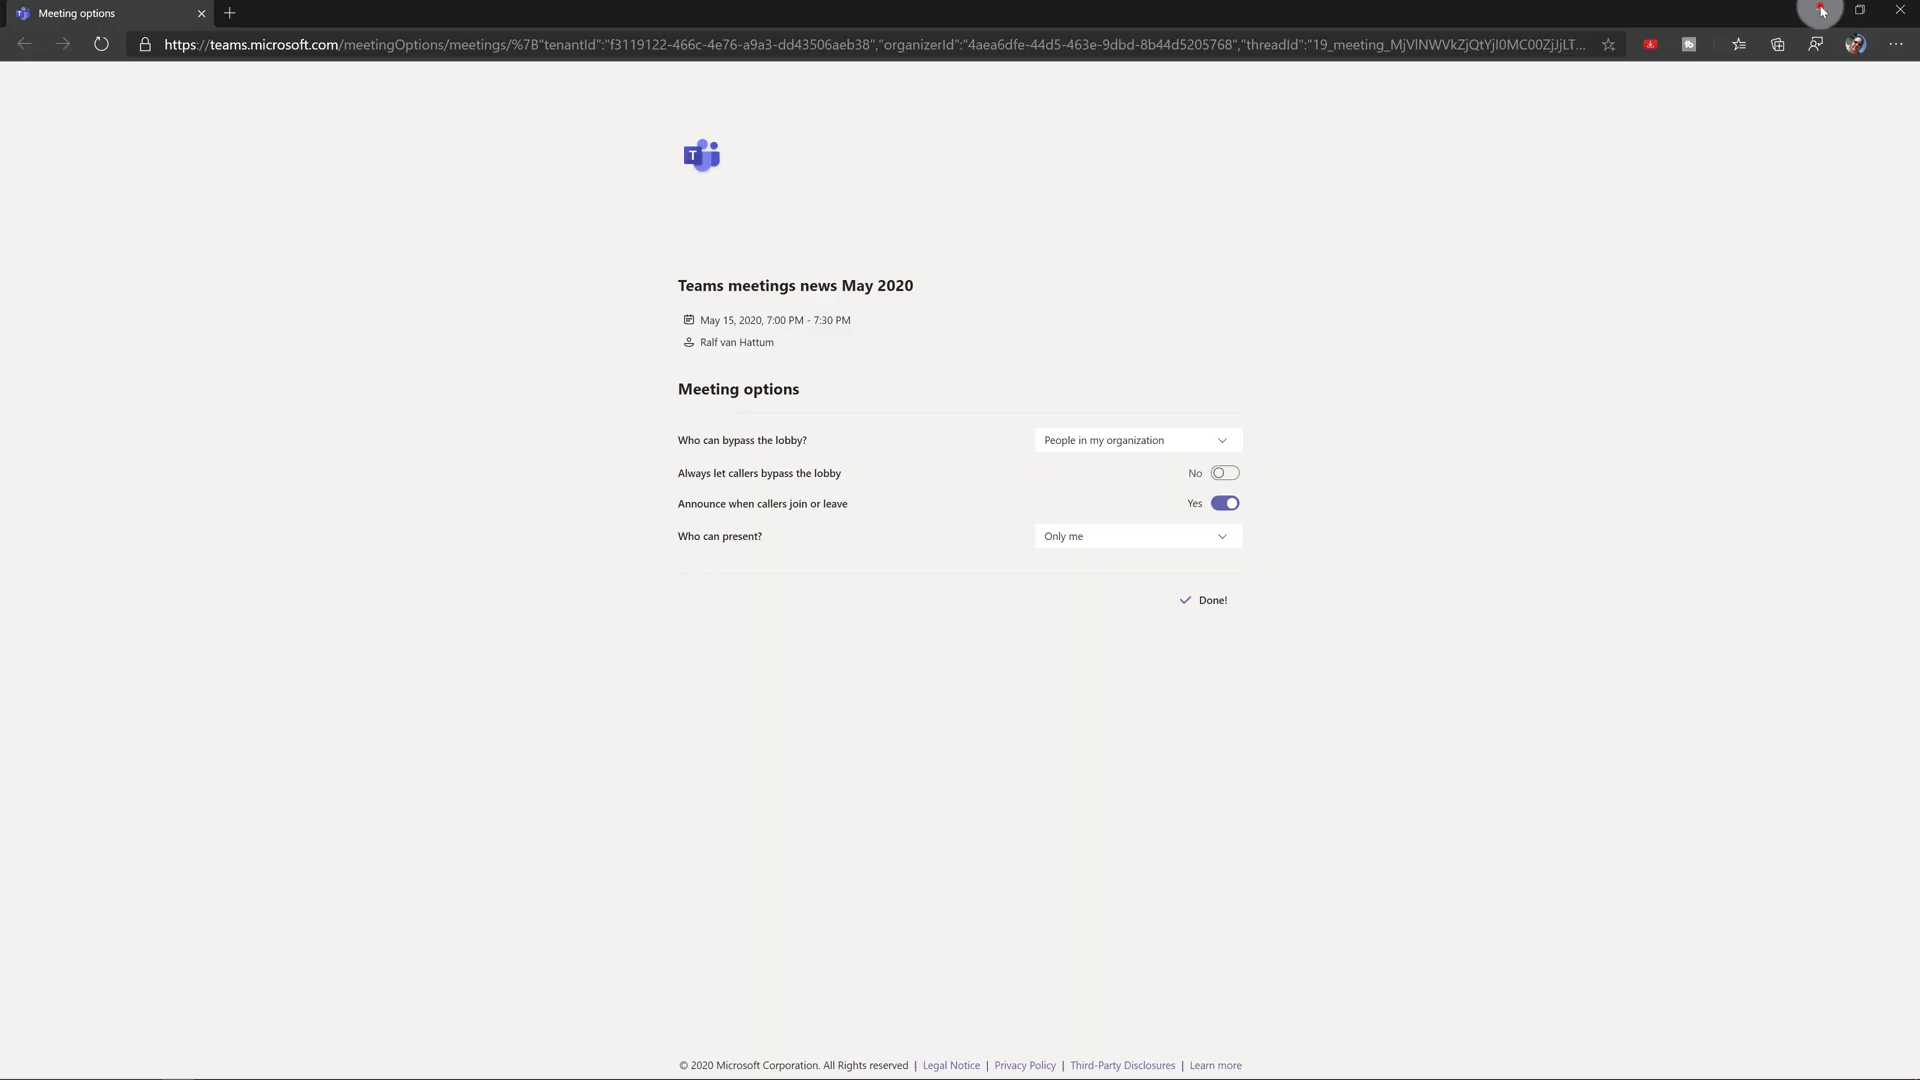 Meeting options
https://teams.microsoft.com/meetingOptions/meetings/%7B"tenantId":"f3119122-466c-4e76-a9a3-dd43506aeb38","organizerId":"4aea6dfe-44d5-463e-9dbd-8b44d5205768","threadId":"19_meeting_MjVlNWVkZjQtYjI0MC00ZjJjLT...
T
Teams meetings news May 2020
May 15, 2020, 7:00 PM - 7:30 PM
Ralf van Hattum
Meeting options
Who can bypass the lobby? People in my organization
Always let callers bypass the lobby No
Announce when callers join or leave Yes
Who can present? Only me
Done!
© 2020 Microsoft Corporation. All Rights reserved | Legal Notice | Privacy Policy | Third-Party Disclosures | Learn more